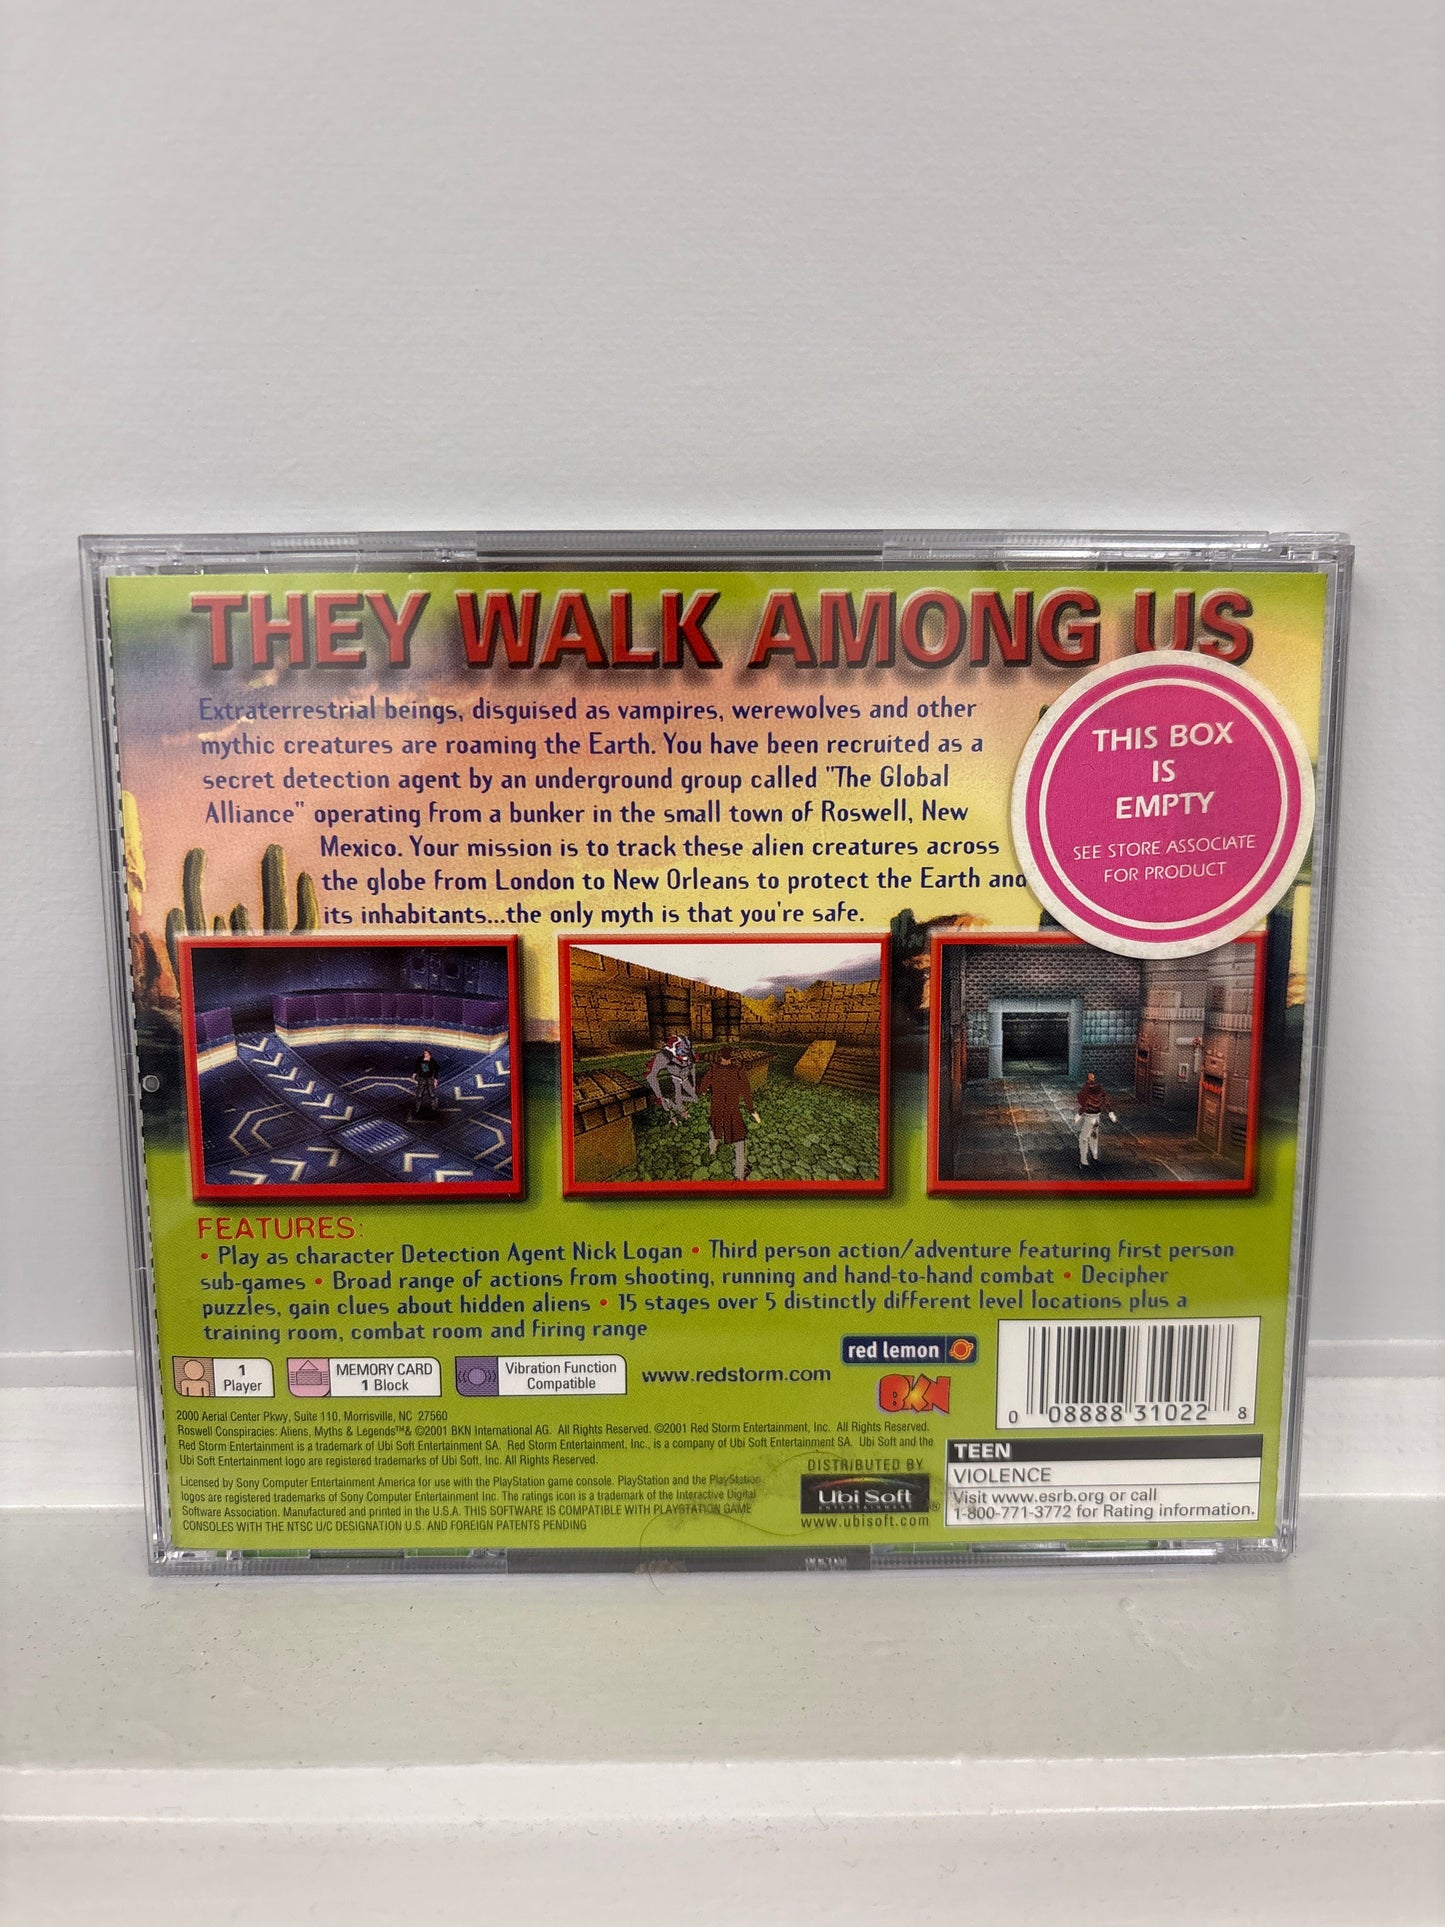 THEY WALK AMONG US
Extraterrestrial beings, disguised as vampires, werewolves and other
mythic creatures are roaming the Earth. You have been recruited as a
secret detection agent by an underground group called "The Global
Alliance" operating from a bunker in the small town of Roswell, New
Mexico. Your mission is to track these alien creatures across
the globe from London to New Orleans to protect the Earth and
its inhabitants...the only myth is that you're safe.
THIS BOX
IS
EMPTY
SEE STORE ASSOCIATE
FOR PRODUCT
FEATURES:
• Play as character Detection Agent Nick Logan • Third person action/adventure featuring first person
sub-games • Broad range of actions from shooting, running and hand-to-hand combat • Decipher
puzzles, gain clues about hidden aliens • 15 stages over 5 distinctly different level locations plus a
training room, combat room and firing range
1
Player
MEMORY CARD
1 Block
Vibration Function
Compatible
www.redstorm.com
red lemon
BKN
0 08888 31022 8
2000 Aerial Center Pkwy, Suite 110, Morrisville, NC 27560
Roswell Conspiracies: Aliens, Myths & Legends™& ©2001 BKN International AG. All Rights Reserved. ©2001 Red Storm Entertainment, Inc. All Rights Reserved.
Red Storm Entertainment is a trademark of Ubi Soft Entertainment SA. Red Storm Entertainment, Inc., is a company of Ubi Soft Entertainment SA. Ubi Soft and the
Ubi Soft Entertainment logo are registered trademarks of Ubi Soft, Inc. All Rights Reserved.
Licensed by Sony Computer Entertainment America for use with the PlayStation game console. PlayStation and the PlayStation
logos are registered trademarks of Sony Computer Entertainment Inc. The ratings icon is a trademark of the Interactive Digital
Software Association. Manufactured and printed in the U.S.A. THIS SOFTWARE IS COMPATIBLE WITH PLAYSTATION GAME
CONSOLES WITH THE NTSC U/C DESIGNATION U.S. AND FOREIGN PATENTS PENDING
DISTRIBUTED BY
Ubi Soft
ENTERTAINMENT
®
www.ubisoft.com
TEEN
VIOLENCE
Visit www.esrb.org or call
1-800-771-3772 for Rating information.